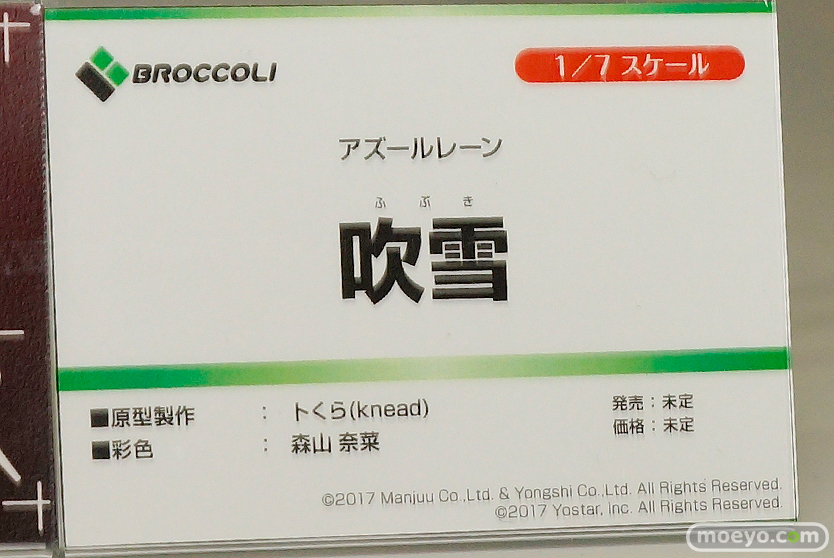 BROCCOLI
1/7 スケール
アズールレーン
ふぶき
吹雪
■原型製作 : トくら(knead)
■彩色 : 森山 奈菜
発売:未定
価格:未定
©2017 Manjuu Co.,Ltd. & Yongshi Co.,Ltd. All Rights Reserved.
©2017 Yostar, Inc. All Rights Reserved.
moeyo.com